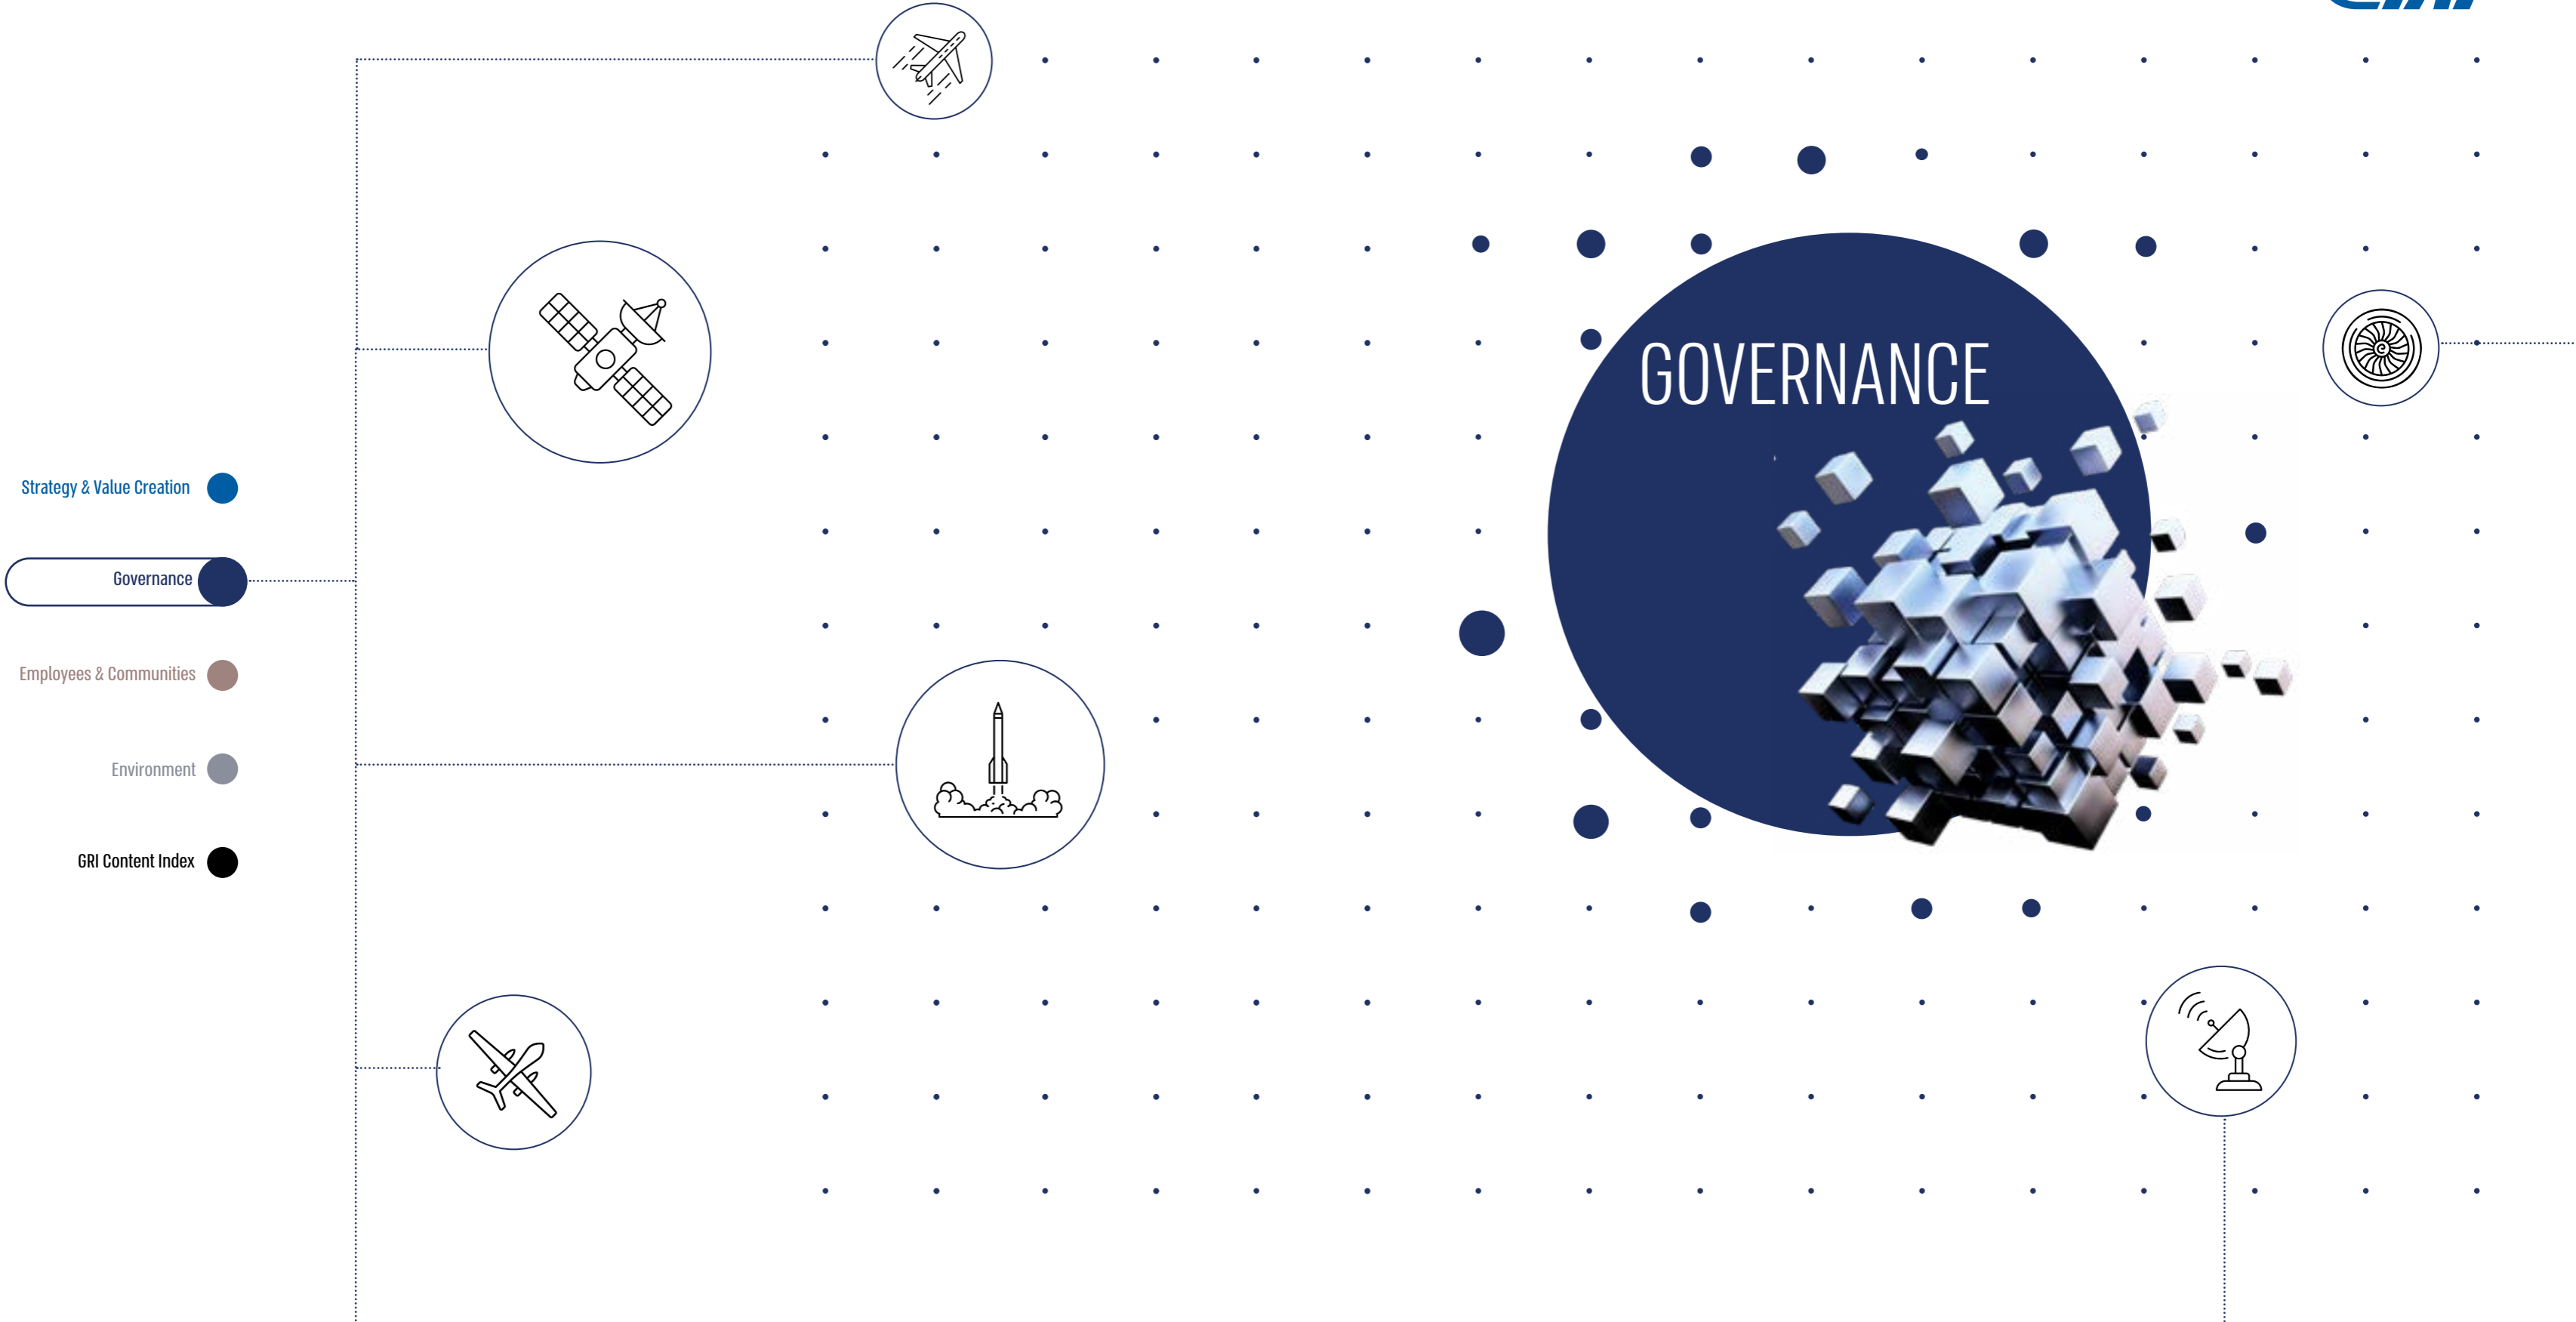 Strategy & Value Creation
Governance
Employees & Communities
Environment
GRI Content Index
GOVERNANCE